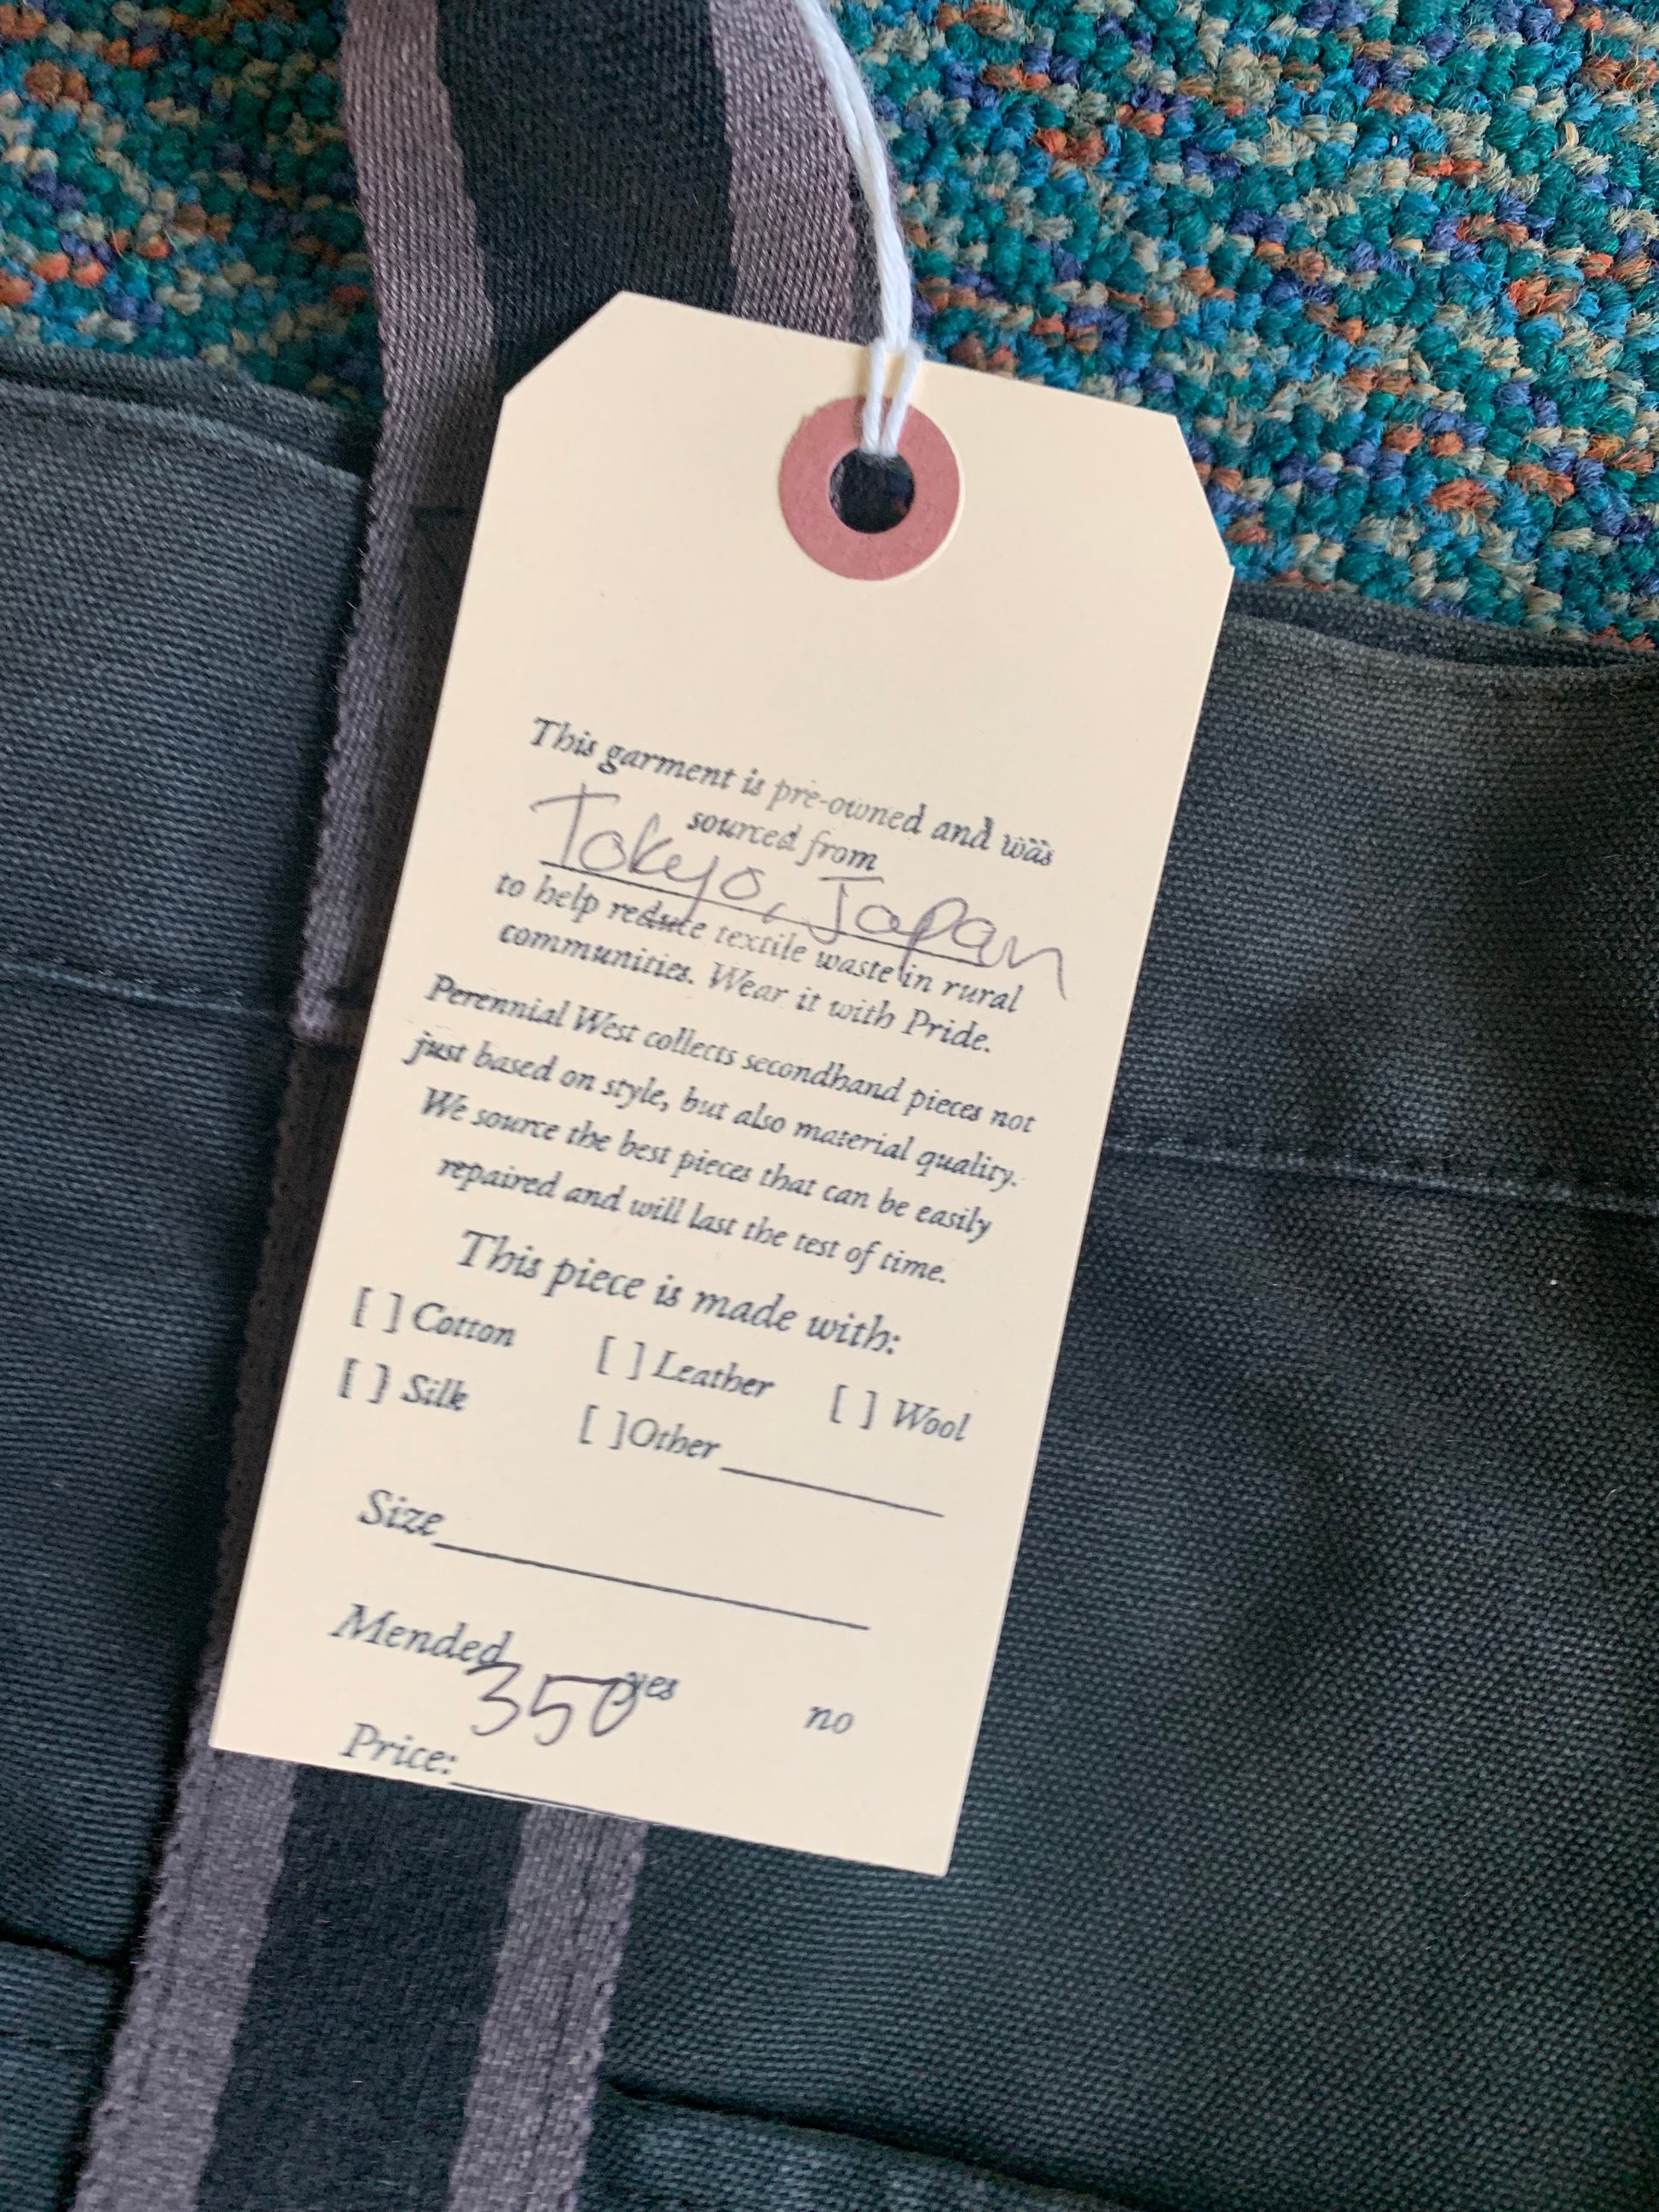 This garment is pre-owned and was
sourced from
Tokyo, Japan
to help reduce textile waste in rural
communities. Wear it with Pride.
Perennial West collects secondhand pieces not
just based on style, but also material quality.
We source the best pieces that can be easily
repaired and will last the test of time.
This piece is made with:
[ ] Cotton [ ] Leather [ ] Wool
[ ] Silk [ ]Other________
Size________
Mended yes no
350
Price:________